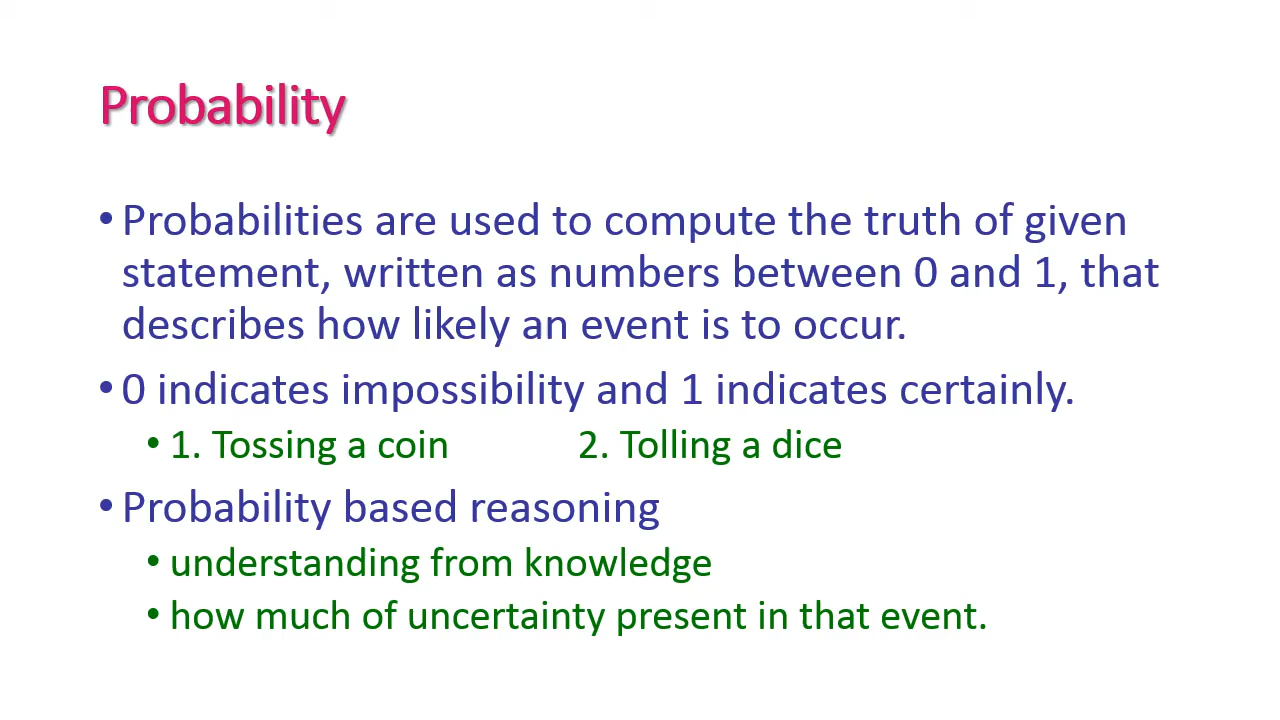 Probability
• Probabilities are used to compute the truth of given
statement, written as numbers between 0 and 1, that
describes how likely an event is to occur.
• 0 indicates impossibility and 1 indicates certainly.
• 1. Tossing a coin 2. Tolling a dice
• Probability based reasoning
• understanding from knowledge
• how much of uncertainty present in that event.